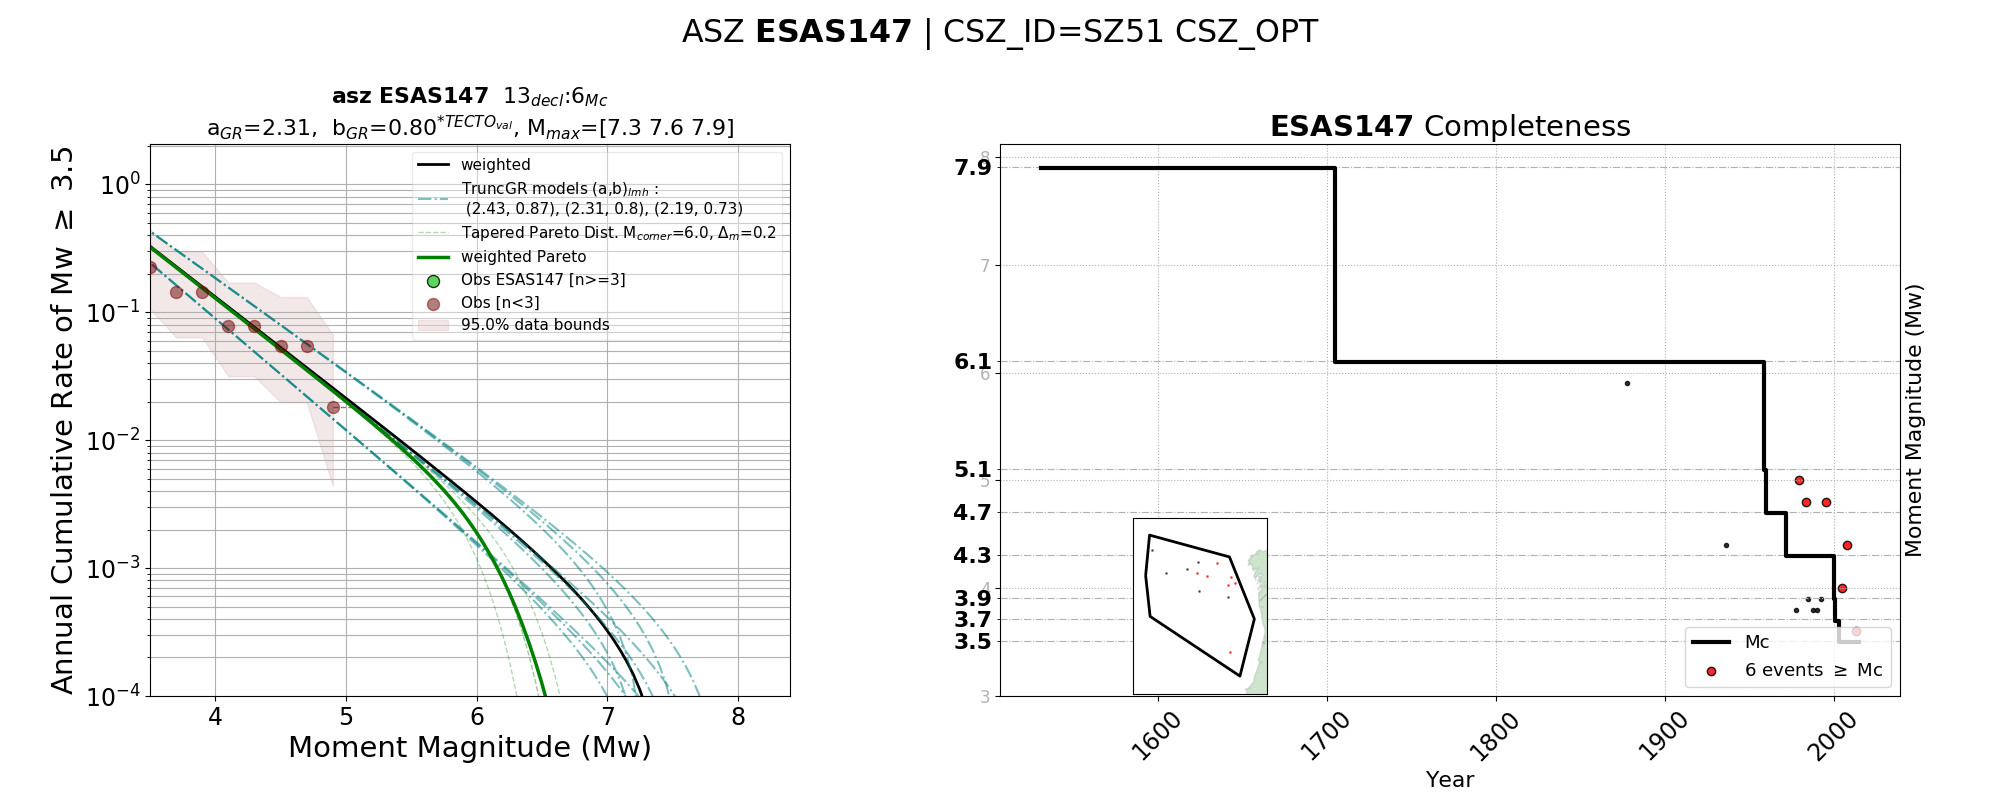 ASZ ESAS147 | CSZ_ID=SZ51 CSZ_OPT
asz ESAS147 13decl:6Mc
aGR=2.31, bGR=0.80*TECTOval, Mmax=[7.3 7.6 7.9]
Annual Cumulative Rate of Mw ≥ 3.5
10^0
10^-1
10^-2
10^-3
10^-4
weighted
TruncGR models (a,b)lmh :
(2.43, 0.87), (2.31, 0.8), (2.19, 0.73)
Tapered Pareto Dist. Mcorner=6.0, Δm=0.2
weighted Pareto
Obs ESAS147 [n>=3]
Obs [n<3]
95.0% data bounds
4 5 6 7 8
Moment Magnitude (Mw)
ESAS147 Completeness
8
7.9
7
6.1
6
5.1
5
4.7
4.3
4
3.9
3.7
3.5
3
Mc
6 events ≥ Mc
1600 1700 1800 1900 2000
Year
Moment Magnitude (Mw)